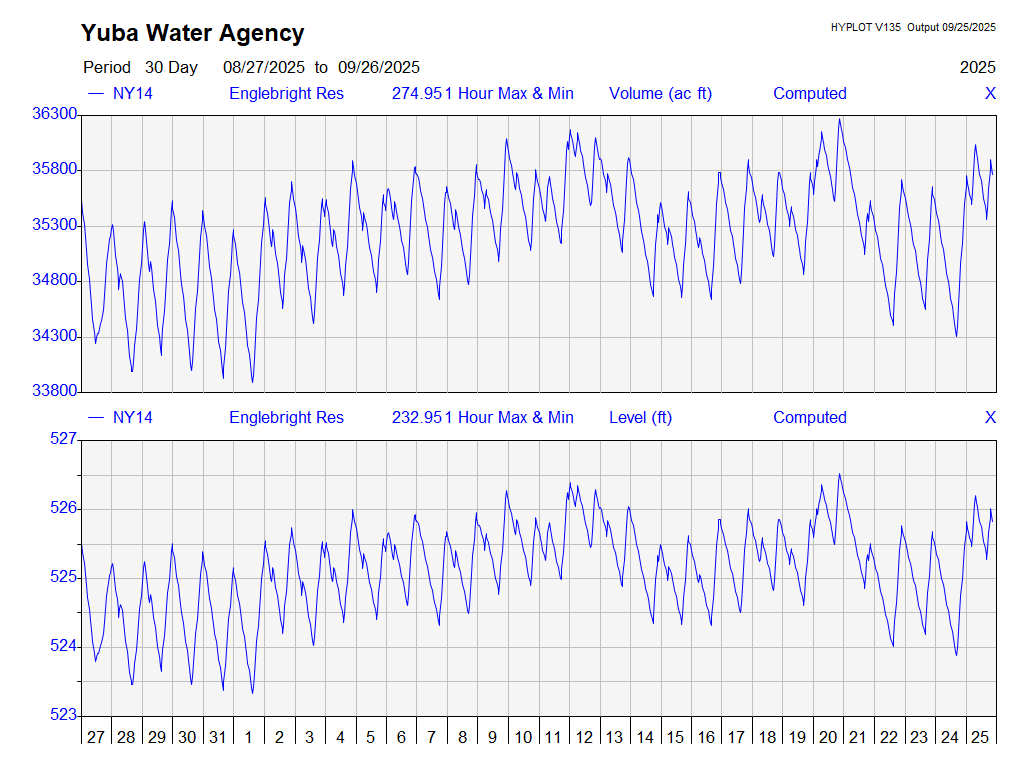 Yuba Water Agency
HYPLOT V135 Output 09/25/2025
Period 30 Day 08/27/2025 to 09/26/2025 2025
NY14 Englebright Res 274.951 Hour Max & Min Volume (ac ft) Computed X
36300
35800
35300
34800
34300
33800
NY14 Englebright Res 232.951 Hour Max & Min Level (ft) Computed X
527
526
525
524
523
27 28 29 30 31 1 2 3 4 5 6 7 8 9 10 11 12 13 14 15 16 17 18 19 20 21 22 23 24 25